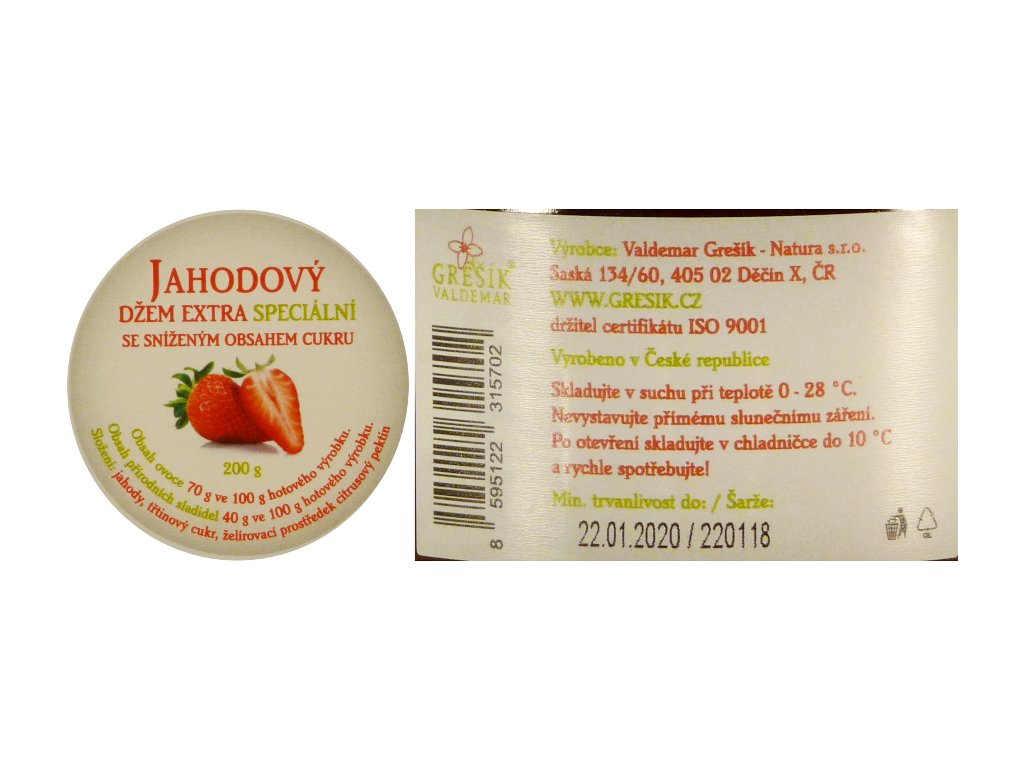 JAHODOVÝ
DŽEM EXTRA SPECIÁLNÍ
SE SNÍŽENÝM OBSAHEM CUKRU
200 g
Obsah ovoce 70 g ve 100 g hotového výrobku.
Obsah přírodních sladidel 40 g ve 100 g hotového výrobku.
Složení: jahody, třtinový cukr, želírovací prostředek citrusový pektin
GREŠÍK®
VALDEMAR
8 595122 315702
Výrobce: Valdemar Grešík - Natura s.r.o.
Saská 134/60, 405 02 Děčín X, ČR
WWW.GRESIK.CZ
držitel certifikátu ISO 9001
Vyrobeno v České republice
Skladujte v suchu při teplotě 0 - 28 °C.
Nevystavujte přímému slunečnímu záření.
Po otevření skladujte v chladničce do 10 °C
a rychle spotřebujte!
Min. trvanlivost do: / Šarže:
22.01.2020 / 220118